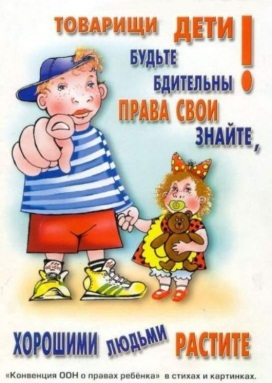 ТОВАРИЩИ ДЕТИ!
БУДЬТЕ
БДИТЕЛЬНЫ
ПРАВА СВОИ
ЗНАЙТЕ,
ХОРОШИМИ ЛЮДЬМИ РАСТИТЕ
«Конвенция ООН о правах ребёнка» в стихах и картинках.